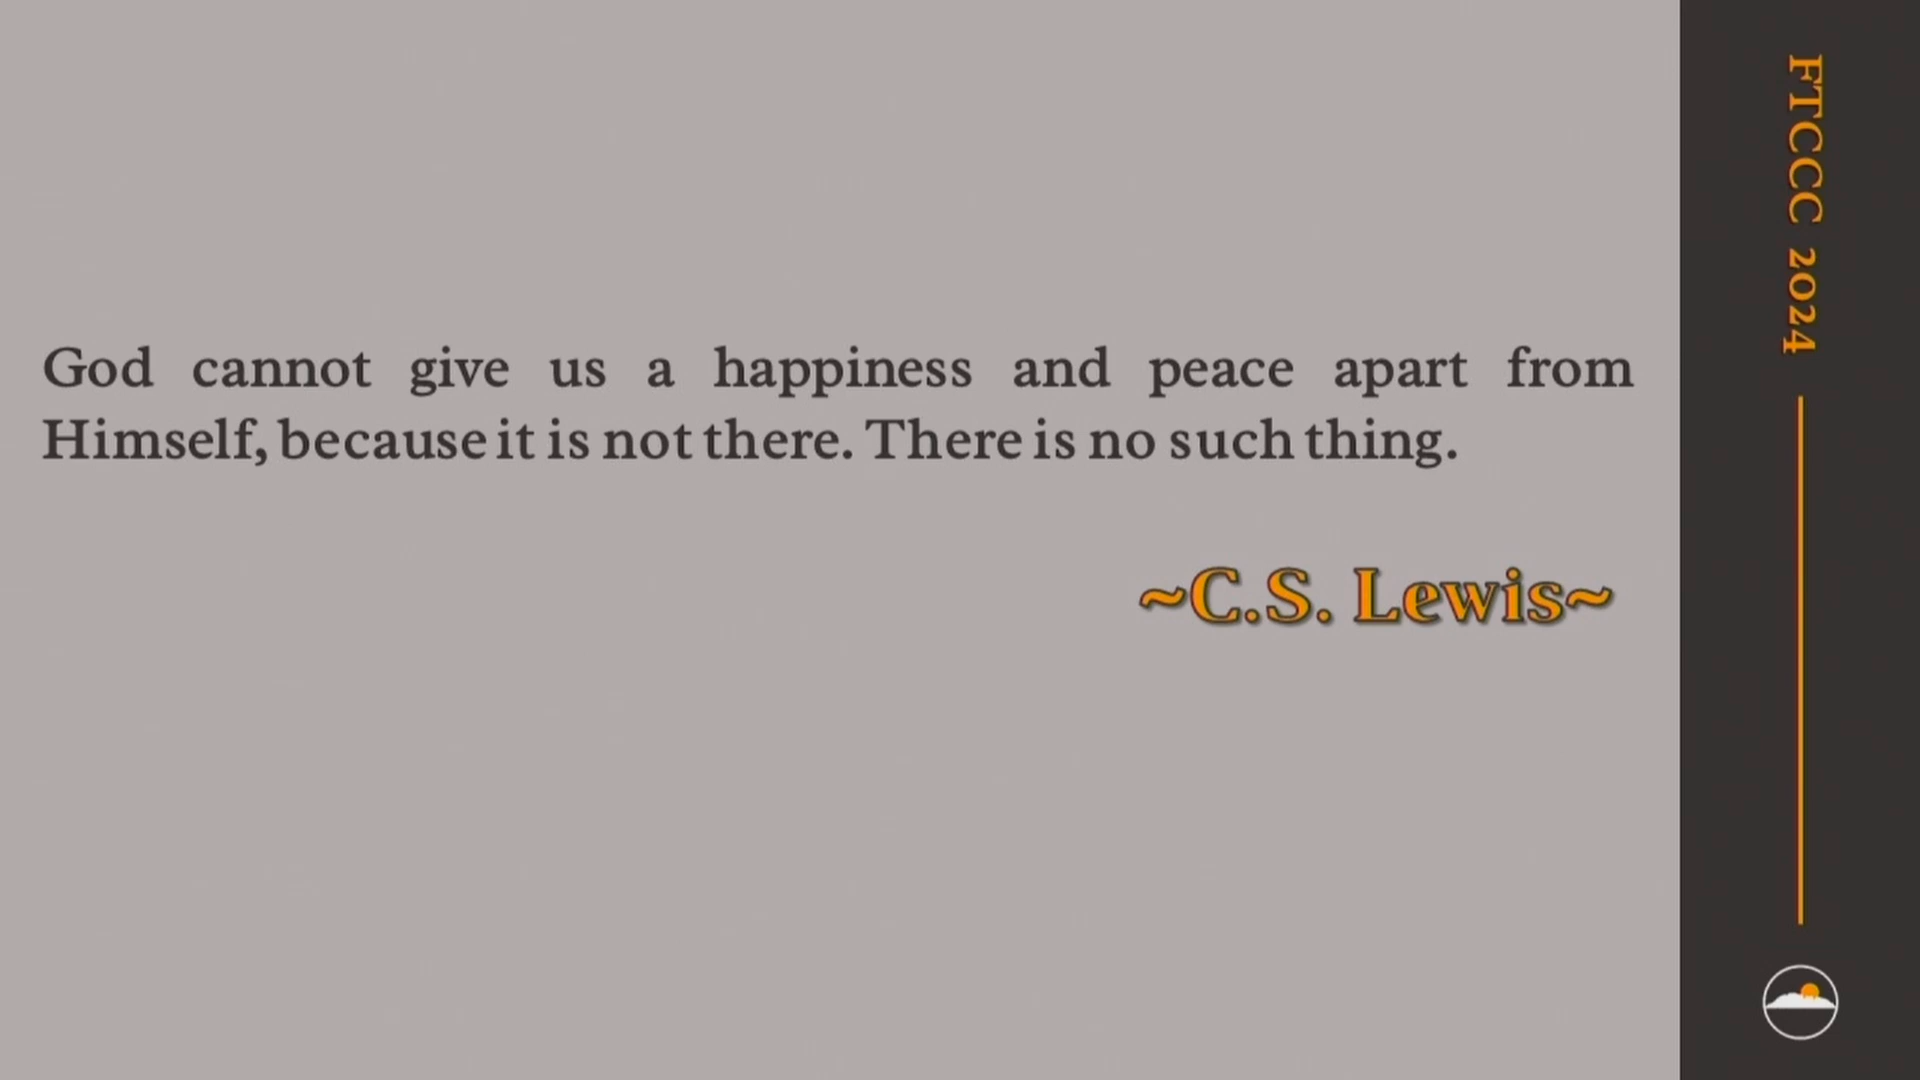 God cannot give us a happiness and peace apart from
Himself, because it is not there. There is no such thing.
~C.S. Lewis~
FTCCC 2024